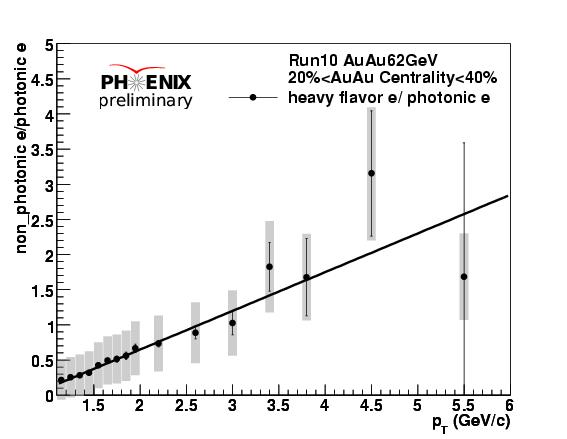 non_photonic e/photonic e
5
4.5
4
3.5
3
2.5
2
1.5
1
0.5
0
PHENIX
preliminary
Run10 AuAu62GeV
20%<AuAu Centrality<40%
heavy flavor e/ photonic e
1.5 2 2.5 3 3.5 4 4.5 5 5.5 6
pT (GeV/c)